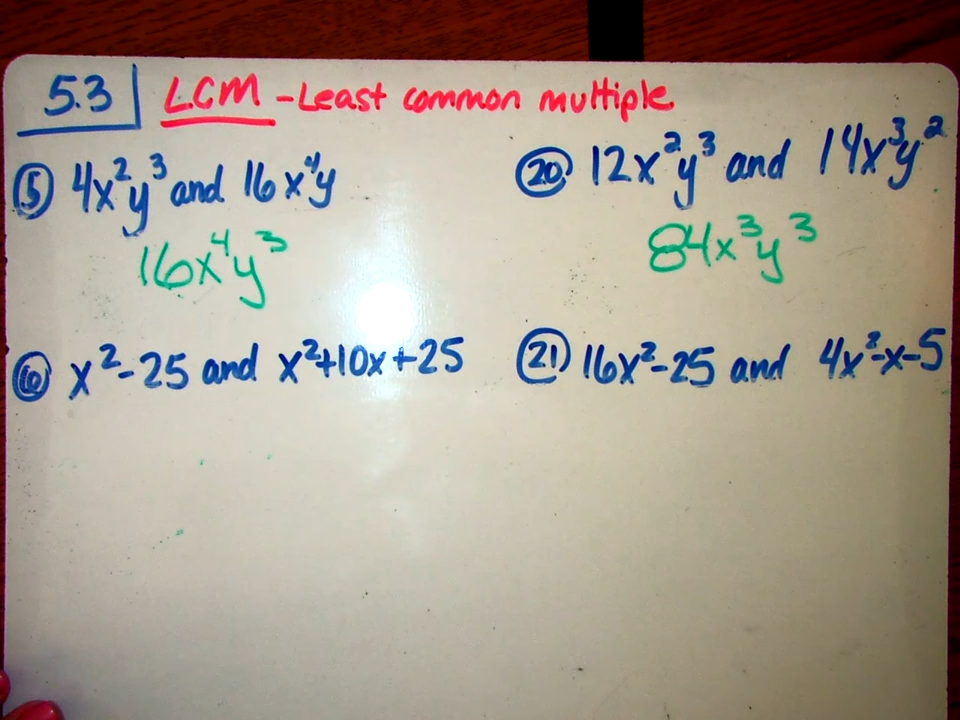 5.3 LCM - Least common multiple.
⑤ 4x²y³ and 16x⁴y
16x⁴y³
⑳ 12x²y³ and 14x³y²
84x³y³
⑥ x²-25 and x²+10x+25
㉑ 16x²-25 and 4x²-x-5